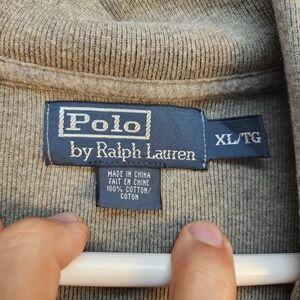 Polo
by Ralph Lauren
XL/TG
MADE IN CHINA
FAIT EN CHINE
100% COTTON/
COTON